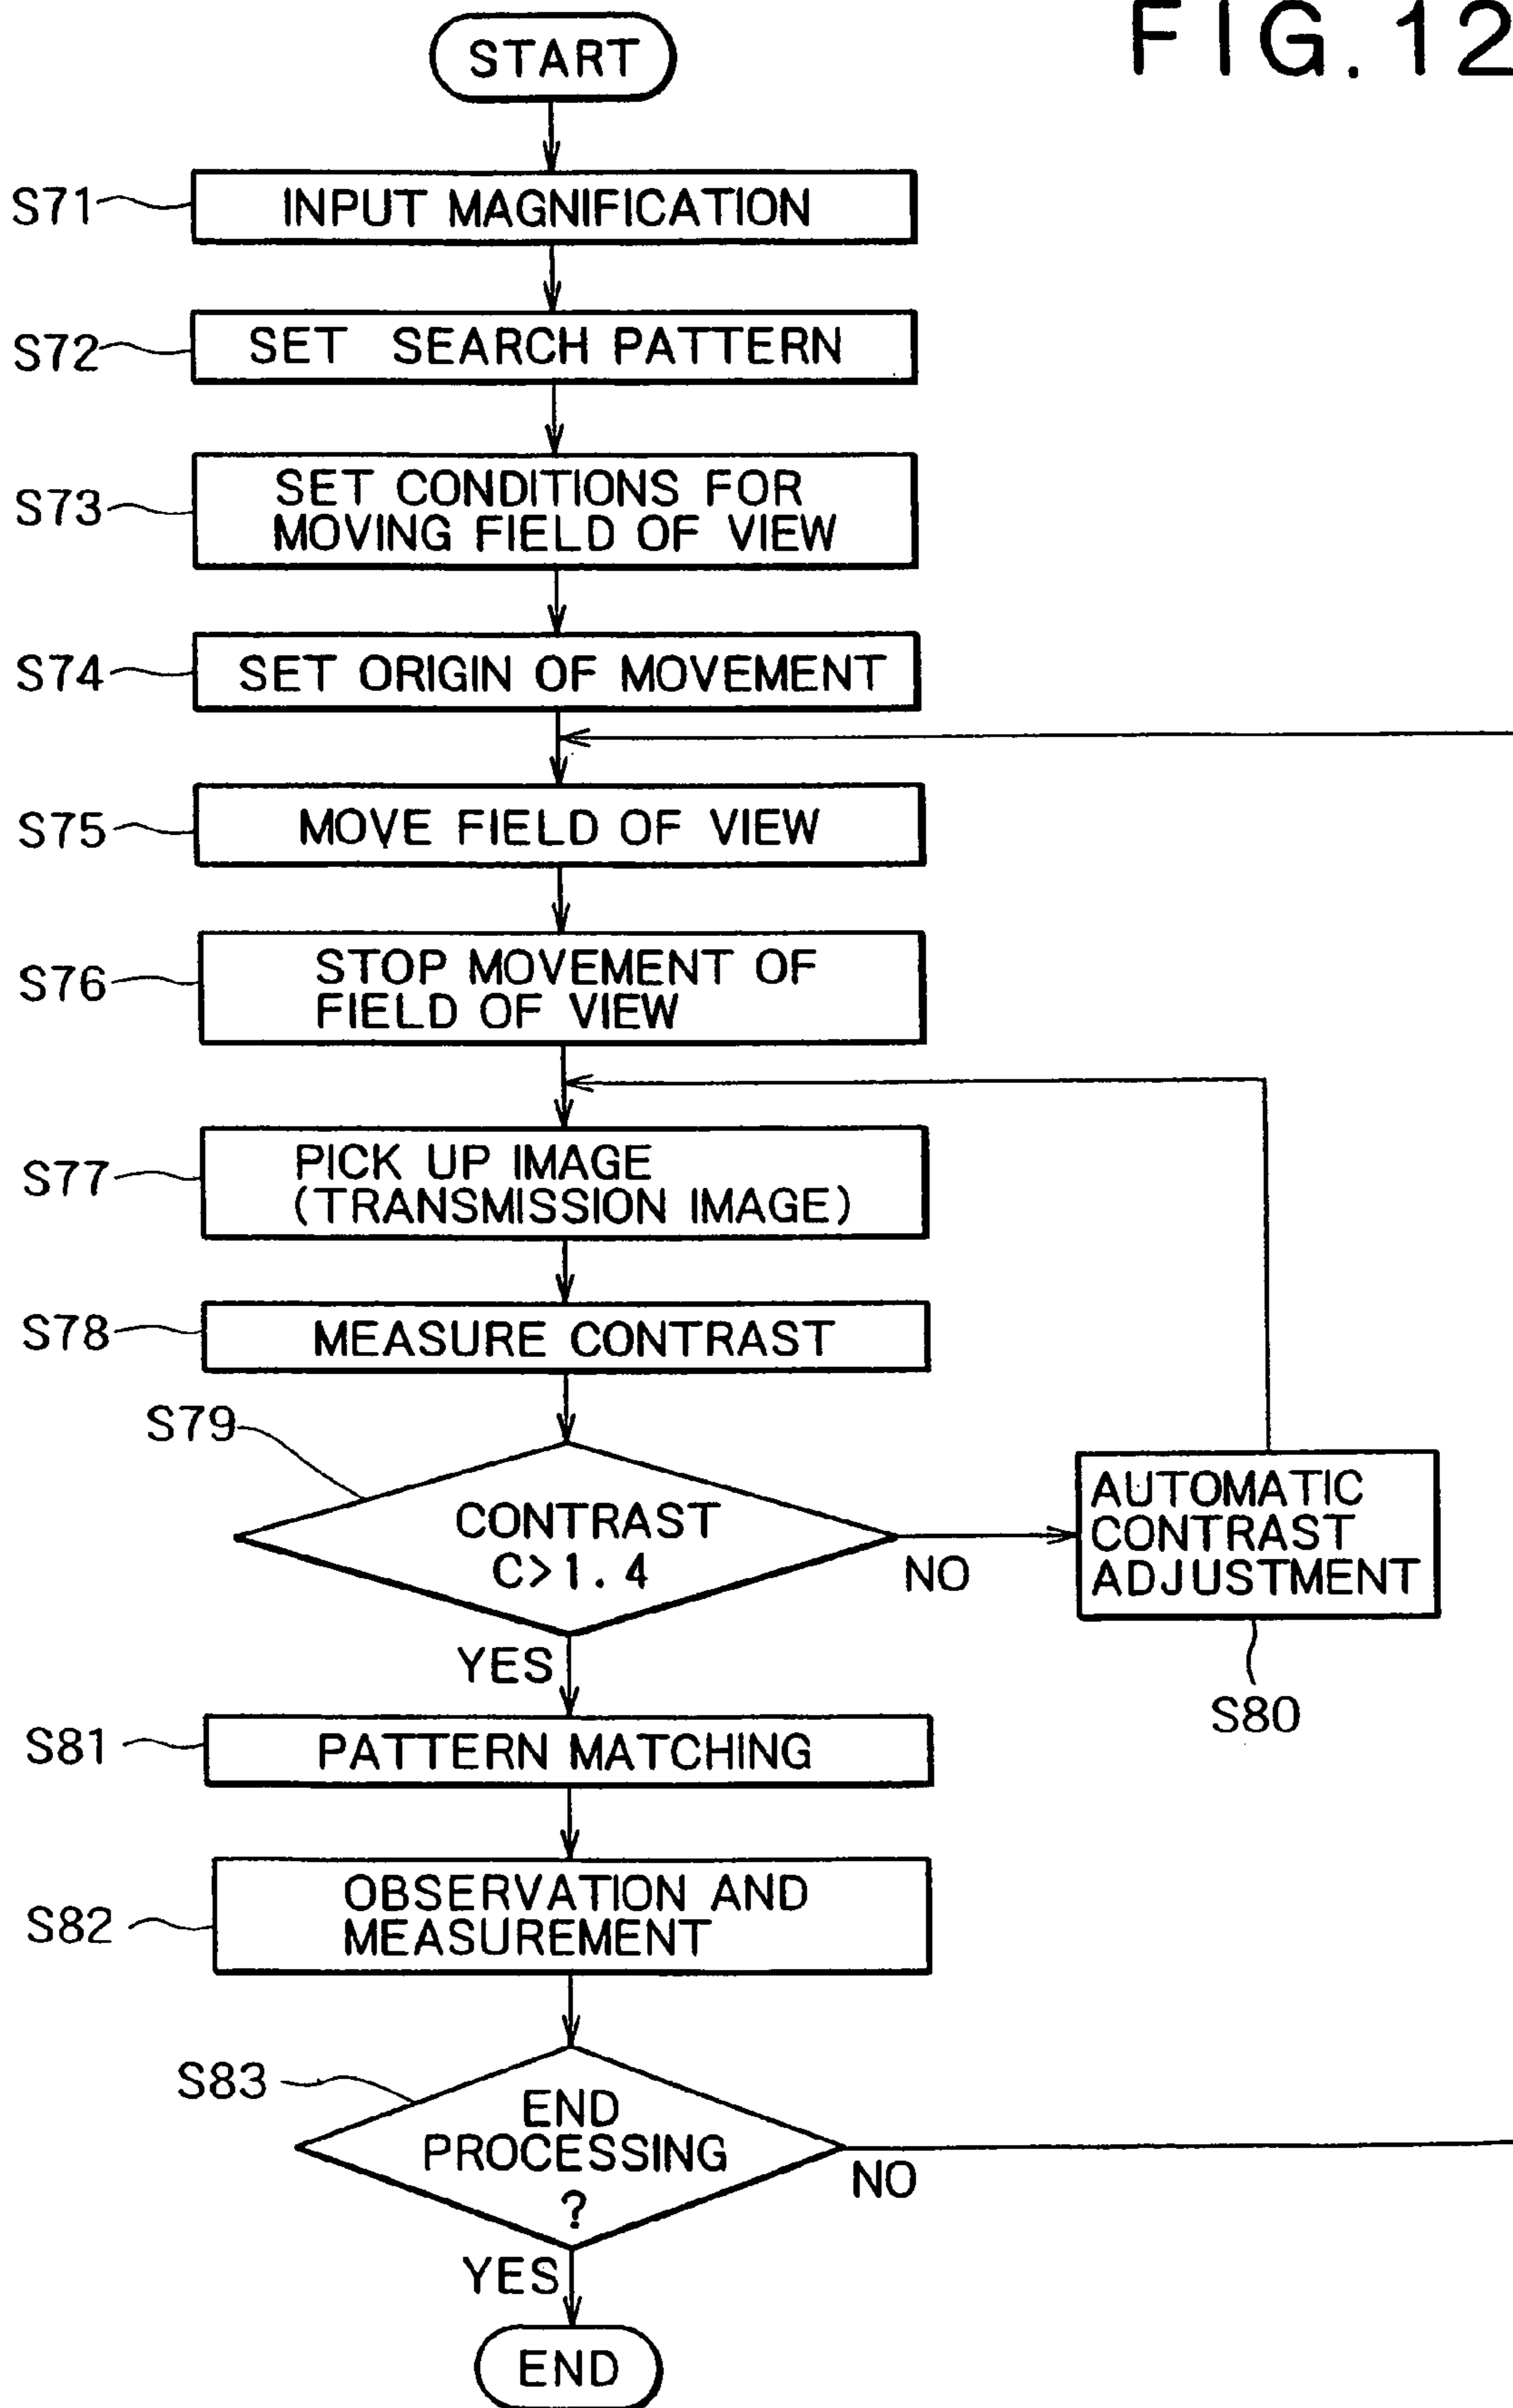 FIG. 12
START
S71
INPUT MAGNIFICATION
S72
SET SEARCH PATTERN
S73
SET CONDITIONS FOR
MOVING FIELD OF VIEW
S74
SET ORIGIN OF MOVEMENT
S75
MOVE FIELD OF VIEW
S76
STOP MOVEMENT OF
FIELD OF VIEW
S77
PICK UP IMAGE
(TRANSMISSION IMAGE)
S78
MEASURE CONTRAST
S79
CONTRAST
C>1.4
NO
AUTOMATIC
CONTRAST
ADJUSTMENT
S80
YES
S81
PATTERN MATCHING
S82
OBSERVATION AND
MEASUREMENT
S83
END
PROCESSING
?
NO
YES
END